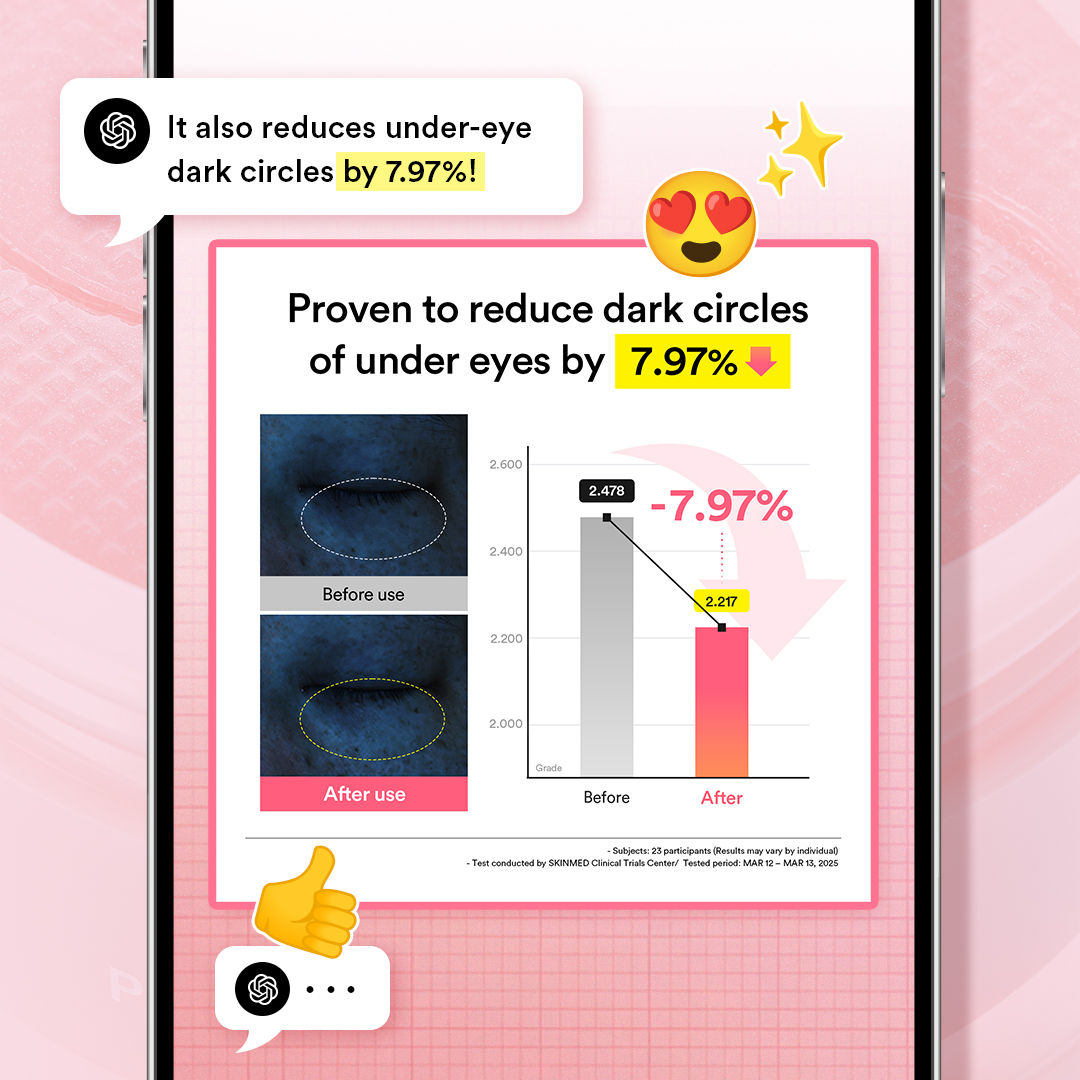 It also reduces under-eye
dark circles by 7.97%!
Proven to reduce dark circles
of under eyes by 7.97%
Before use
After use
2.600
2.400
2.200
2.000
Grade
2.478
-7.97%
2.217
Before
After
- Subjects: 23 participants (Results may vary by individual)
- Test conducted by SKINMED Clinical Trials Center/ Tested period: MAR 12 – MAR 13, 2025